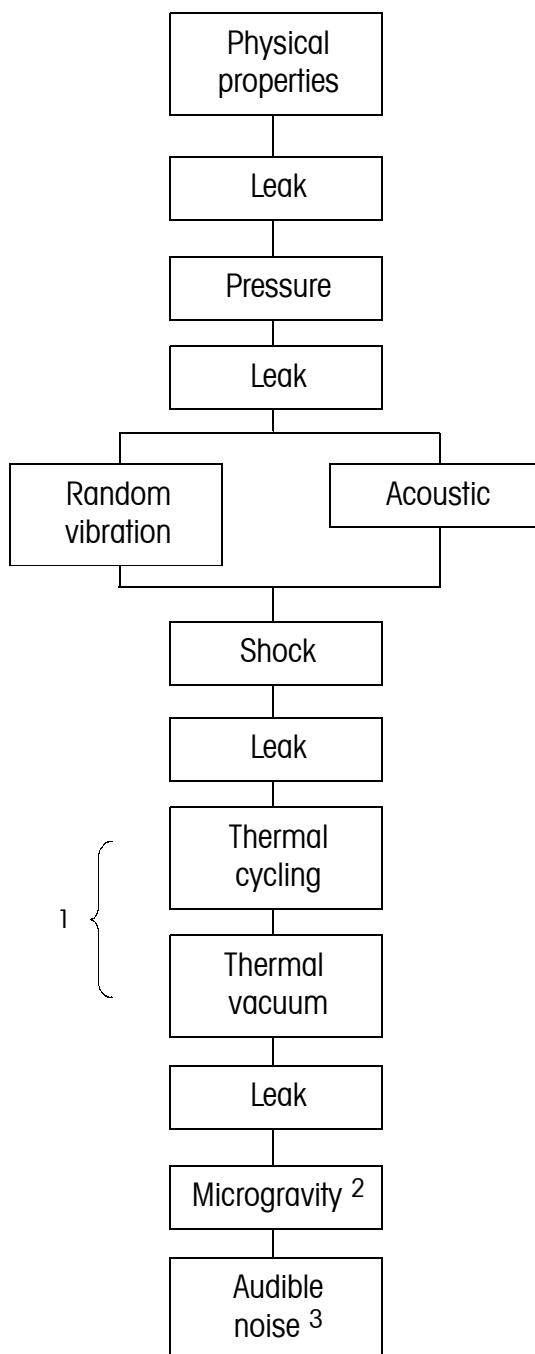 Physical
properties
Leak
Pressure
Leak
Random
vibration
Acoustic
Shock
Leak
Thermal
cycling
1
Thermal
vacuum
Leak
Microgravity 2
Audible
noise 3